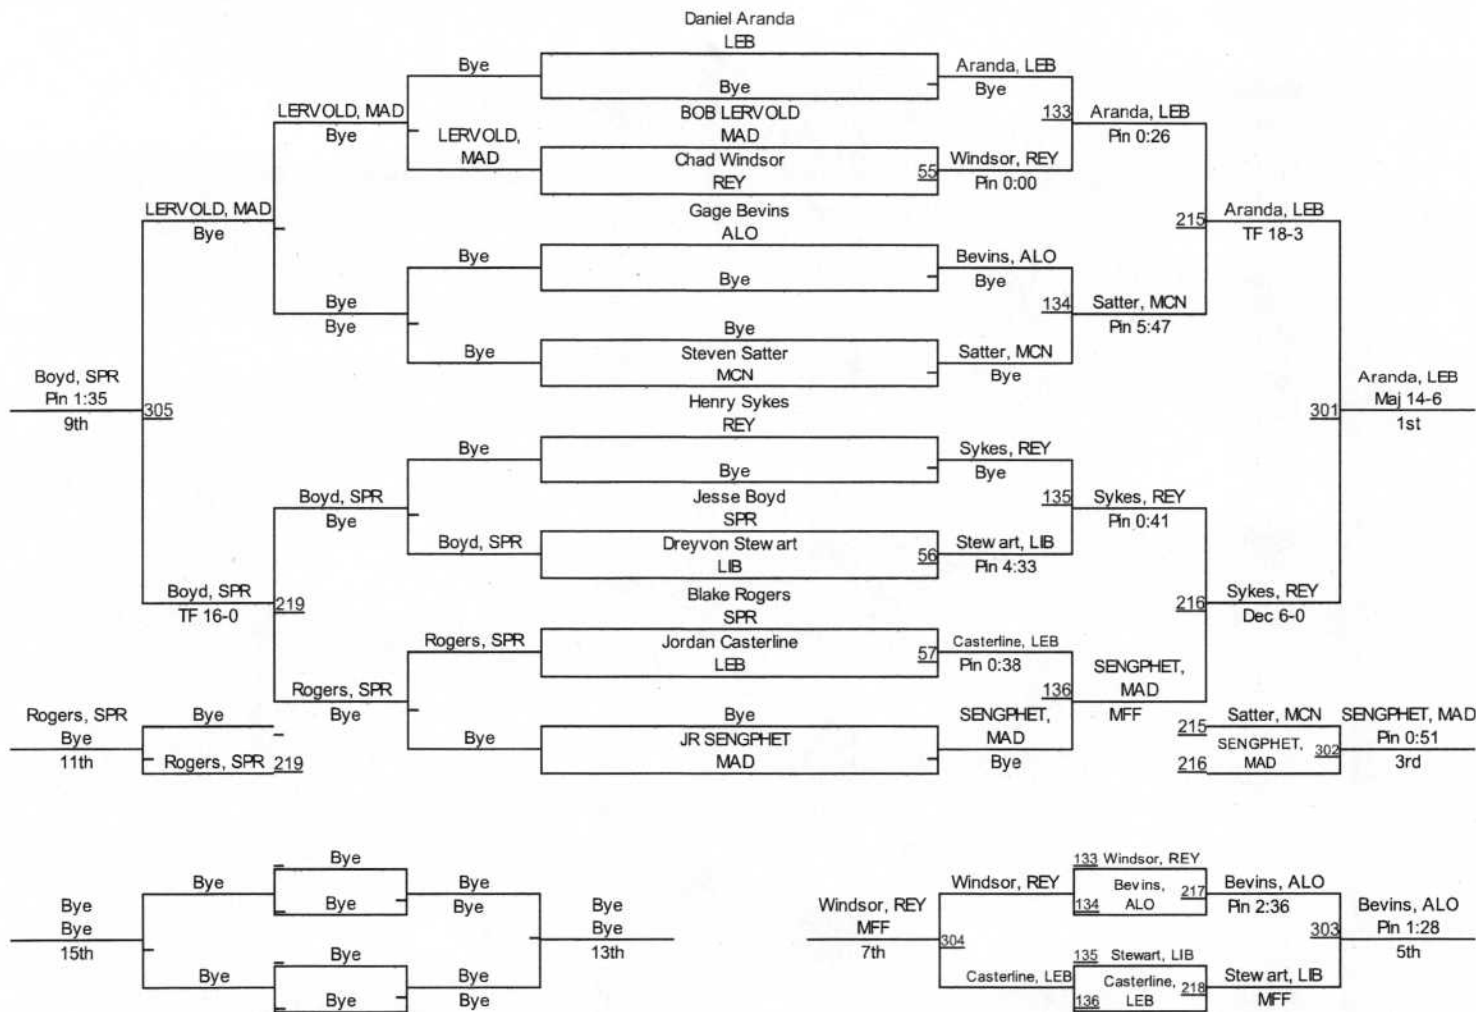 Daniel Aranda
LEB
Bye
Aranda, LEB
Bye
Bye
LERVOLD, MAD
Bye
BOB LERVOLD
MAD
133
Aranda, LEB
Pin 0:26
LERVOLD,
MAD
Chad Windsor
REY
55
Windsor, REY
Pin 0:00
LERVOLD, MAD
Bye
Gage Bevins
ALO
215
Aranda, LEB
TF 18-3
Bye
Bye
Bevins, ALO
Bye
Bye
Bye
134
Satter, MCN
Pin 5:47
Bye
Bye
Steven Satter
MCN
Satter, MCN
Bye
Boyd, SPR
Pin 1:35
9th
305
Henry Sykes
REY
301
Aranda, LEB
Maj 14-6
1st
Bye
Bye
Sykes, REY
Bye
Boyd, SPR
Bye
Jesse Boyd
SPR
135
Sykes, REY
Pin 0:41
Boyd, SPR
Dreyvon Stewart
LIB
56
Stewart, LIB
Pin 4:33
Boyd, SPR
TF 16-0
219
Blake Rogers
SPR
216
Sykes, REY
Dec 6-0
Rogers, SPR
Jordan Casterline
LEB
57
Casterline, LEB
Pin 0:38
Rogers, SPR
Bye
136
SENGPHET,
MAD
MFF
Rogers, SPR
Bye
11th
Bye
Rogers, SPR
219
Bye
Bye
JR SENGPHET
MAD
SENGPHET,
MAD
Bye
215
Satter, MCN
216
SENGPHET,
MAD
302
SENGPHET, MAD
Pin 0:51
3rd
Bye
Bye
15th
Bye
Bye
Bye
Bye
Bye
Bye
Bye
Bye
Bye
Bye
Bye
Bye
13th
Windsor, REY
MFF
7th
304
Windsor, REY
Casterline, LEB
133
Windsor, REY
134
Bevins,
ALO
217
Bevins, ALO
Pin 2:36
135
Stewart, LIB
136
Casterline,
LEB
218
Stewart, LIB
MFF
303
Bevins, ALO
Pin 1:28
5th